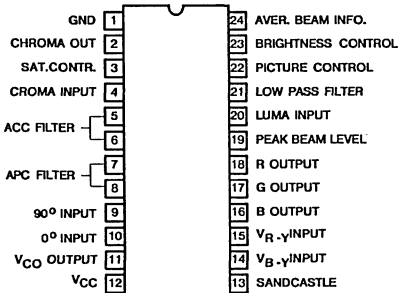 GND 1
CHROMA OUT 2
SAT.CONTR. 3
CROMA INPUT 4
ACC FILTER 5
6
APC FILTER 7
8
90º INPUT 9
0º INPUT 10
VCO OUTPUT 11
VCC 12
24 AVER. BEAM INFO.
23 BRIGHTNESS CONTROL
22 PICTURE CONTROL
21 LOW PASS FILTER
20 LUMA INPUT
19 PEAK BEAM LEVEL
18 R OUTPUT
17 G OUTPUT
16 B OUTPUT
15 VR-YINPUT
14 VB-YINPUT
13 SANDCASTLE